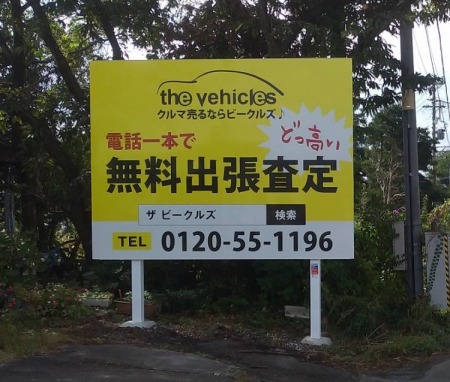 the vehicles
クルマ売るならビークルズ♪
電話一本で
どっ高い
無料出張査定
ザ ビークルズ 検索
TEL 0120-55-1196